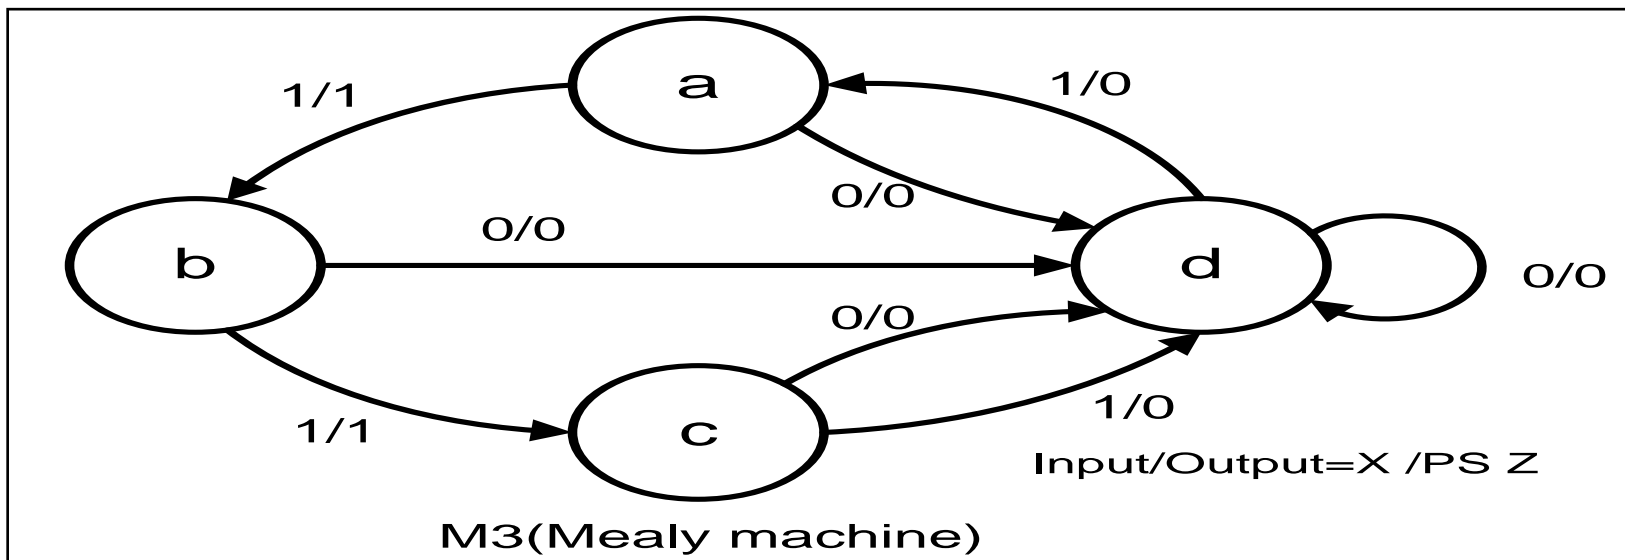 1/1
a
1/0
0/0
b
0/0
d
0/0
0/0
1/1
c
1/0
Input/Output=X /PS Z
M3(Mealy machine)